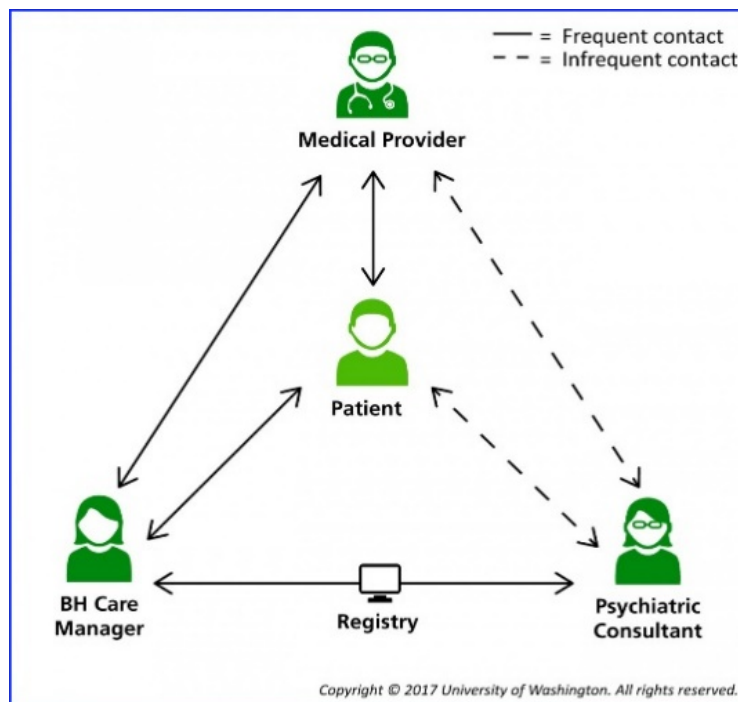 = Frequent contact
= Infrequent contact
Medical Provider
Patient
BH Care
Manager
Registry
Psychiatric
Consultant
Copyright © 2017 University of Washington. All rights reserved.